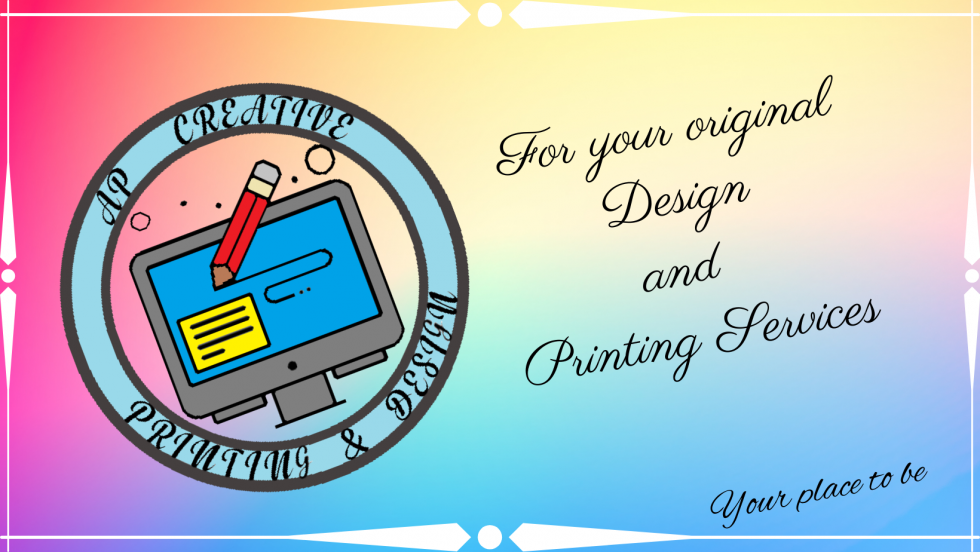 AP CREATIVE
PRINTING & DESIGN
For your original
Design
and
Printing Services
Your place to be